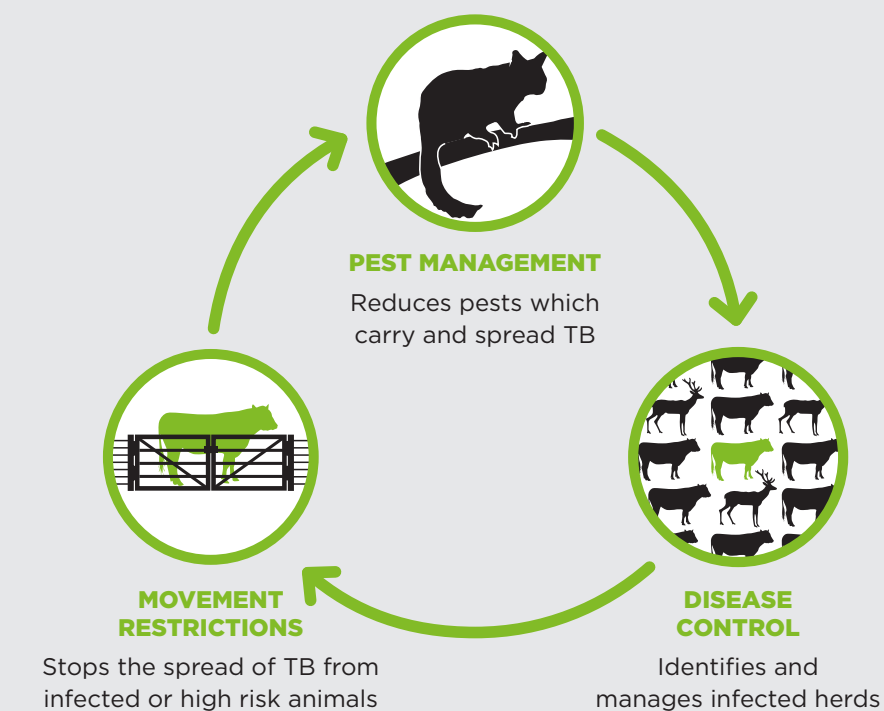 PEST MANAGEMENT
Reduces pests which
carry and spread TB
MOVEMENT
RESTRICTIONS
Stops the spread of TB from
infected or high risk animals
DISEASE
CONTROL
Identifies and
manages infected herds